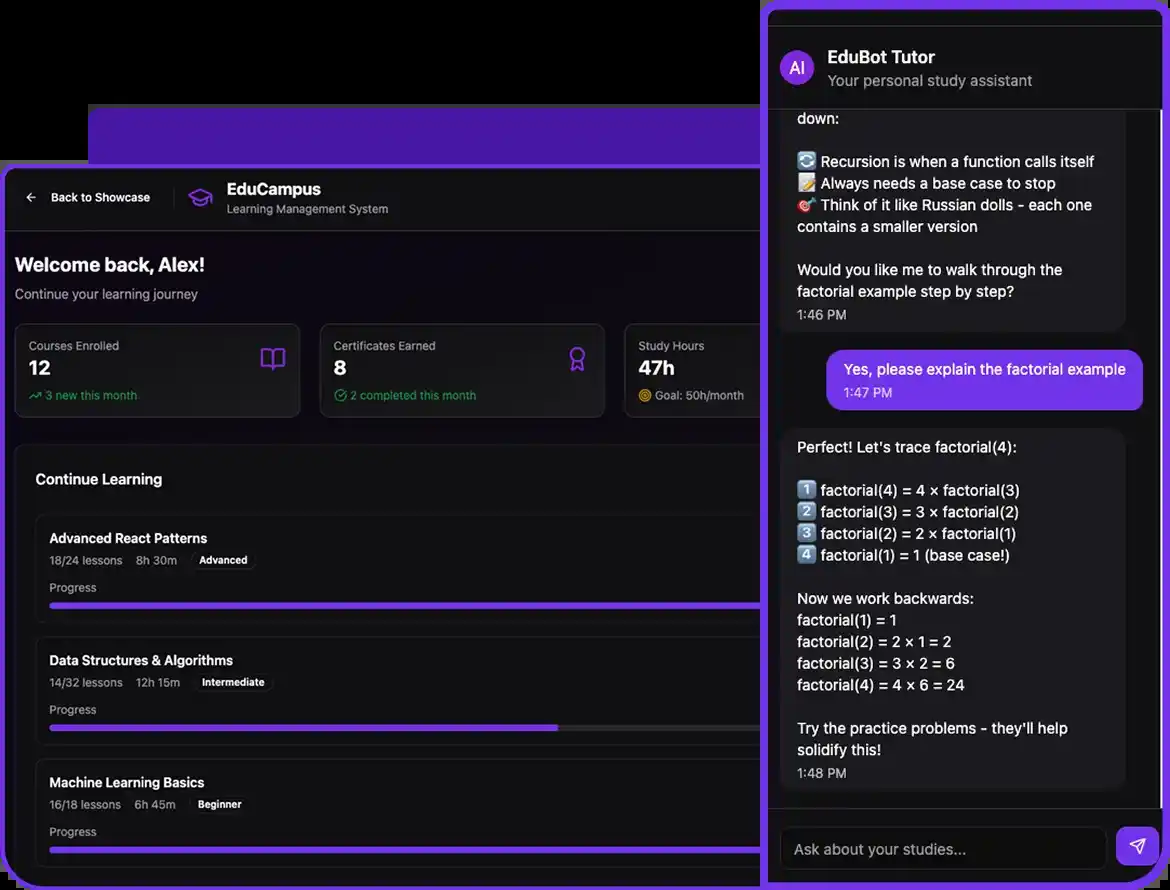 ← Back to Showcase
EduCampus
Learning Management System
Welcome back, Alex!
Continue your learning journey
Courses Enrolled
12
3 new this month
Certificates Earned
8
2 completed this month
Study Hours
47h
Goal: 50h/month
Continue Learning
Advanced React Patterns
18/24 lessons 8h 30m Advanced
Progress
Data Structures & Algorithms
14/32 lessons 12h 15m Intermediate
Progress
Machine Learning Basics
16/18 lessons 6h 45m Beginner
Progress
AI
EduBot Tutor
Your personal study assistant
down:
🔄 Recursion is when a function calls itself
📝 Always needs a base case to stop
🎯 Think of it like Russian dolls - each one
contains a smaller version
Would you like me to walk through the
factorial example step by step?
1:46 PM
Yes, please explain the factorial example
1:47 PM
Perfect! Let's trace factorial(4):
1️⃣ factorial(4) = 4 × factorial(3)
2️⃣ factorial(3) = 3 × factorial(2)
3️⃣ factorial(2) = 2 × factorial(1)
4️⃣ factorial(1) = 1 (base case!)
Now we work backwards:
factorial(1) = 1
factorial(2) = 2 × 1 = 2
factorial(3) = 3 × 2 = 6
factorial(4) = 4 × 6 = 24
Try the practice problems - they'll help
solidify this!
1:48 PM
Ask about your studies...